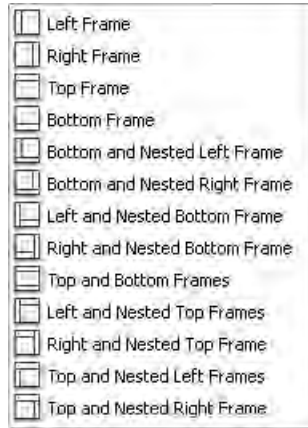 Left Frame
Right Frame
Top Frame
Bottom Frame
Bottom and Nested Left Frame
Bottom and Nested Right Frame
Left and Nested Bottom Frame
Right and Nested Bottom Frame
Top and Bottom Frames
Left and Nested Top Frames
Right and Nested Top Frame
Top and Nested Left Frames
Top and Nested Right Frame